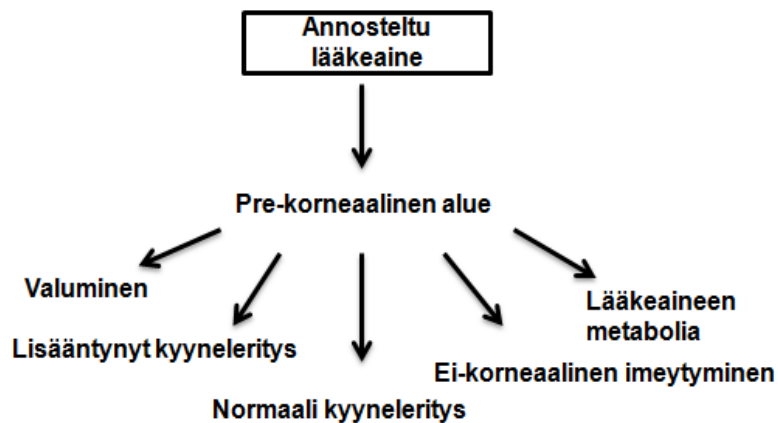 Annosteltu
lääkeaine
Pre-korneaalinen alue
Valuminen
Lääkeaineen
metabolia
Lisääntynyt kyyneleritys
Ei-korneaalinen imeytyminen
Normaali kyyneleritys